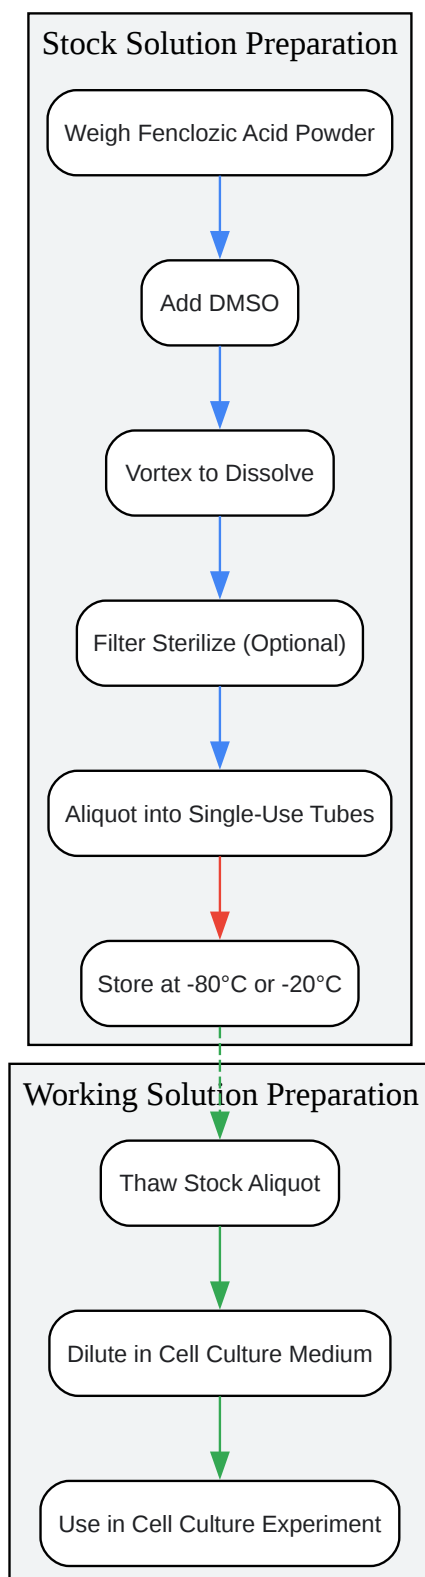 Stock Solution Preparation
Weigh Fenclozic Acid Powder
Add DMSO
Vortex to Dissolve
Filter Sterilize (Optional)
Aliquot into Single-Use Tubes
Store at -80°C or -20°C
Working Solution Preparation
Thaw Stock Aliquot
Dilute in Cell Culture Medium
Use in Cell Culture Experiment